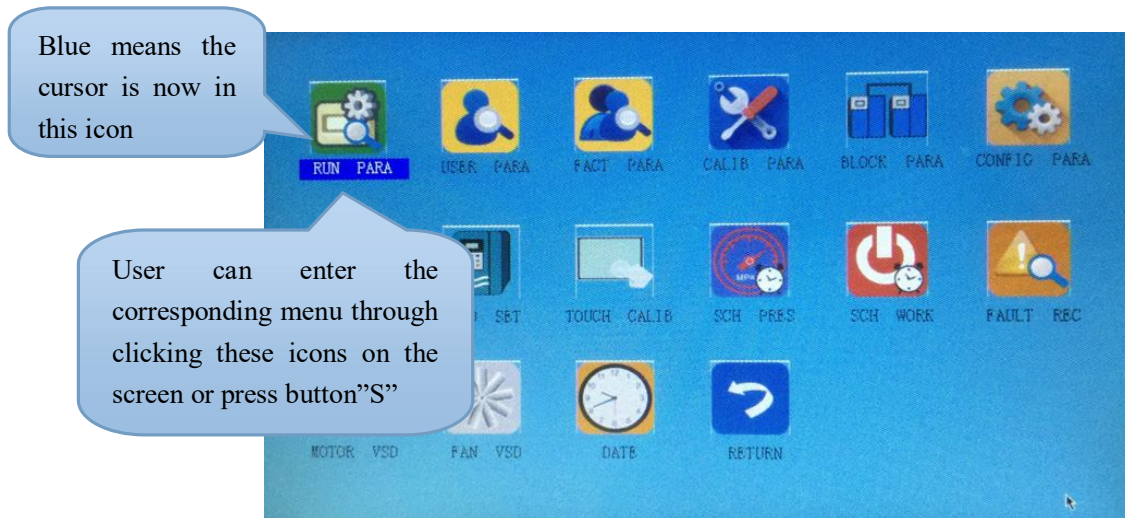 Blue means the
cursor is now in
this icon
RUN PARA
USER PARA
FACT PARA
CALIB PARA
BLOCK PARA
CONFIG PARA
User can enter the
corresponding menu through
clicking these icons on the
screen or press button”S”
SET
TOUCH CALIB
SCH PRES
SCH WORK
FAULT REC
MOTOR VSD
FAN VSD
DATE
RETURN